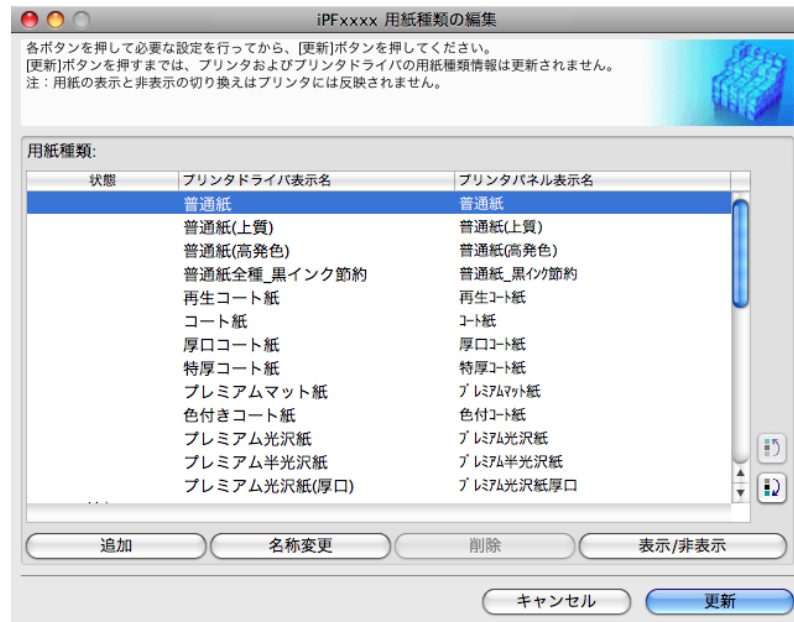 iPFxxxx 用紙種類の編集
各ボタンを押して必要な設定を行ってから、[更新]ボタンを押してください。
[更新]ボタンを押すまでは、プリンタおよびプリンタドライバの用紙種類情報は更新されません。
注：用紙の表示と非表示の切り換えはプリンタには反映されません。
用紙種類:
状態 プリンタドライバ表示名 プリンタパネル表示名
普通紙 普通紙
普通紙(上質) 普通紙(上質)
普通紙(高発色) 普通紙(高発色)
普通紙全種_黒インク節約 普通紙_黒ｲﾝｸ節約
再生コート紙 再生ｺｰﾄ紙
コート紙 ｺｰﾄ紙
厚口コート紙 厚口ｺｰﾄ紙
特厚コート紙 特厚ｺｰﾄ紙
プレミアムマット紙 ﾌﾟﾚﾐｱﾑﾏｯﾄ紙
色付きコート紙 色付ｺｰﾄ紙
プレミアム光沢紙 ﾌﾟﾚﾐｱﾑ光沢紙
プレミアム半光沢紙 ﾌﾟﾚﾐｱﾑ半光沢紙
プレミアム光沢紙(厚口) ﾌﾟﾚﾐｱﾑ光沢紙厚口
追加 名称変更 削除 表示/非表示
キャンセル 更新